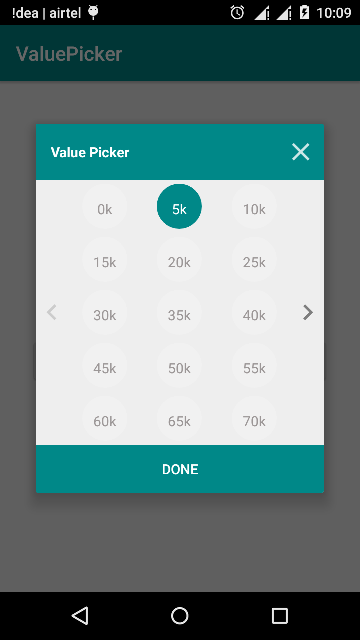 !dea | airtel 10:09
ValuePicker
Value Picker
0k 5k 10k
15k 20k 25k
30k 35k 40k
45k 50k 55k
60k 65k 70k
DONE